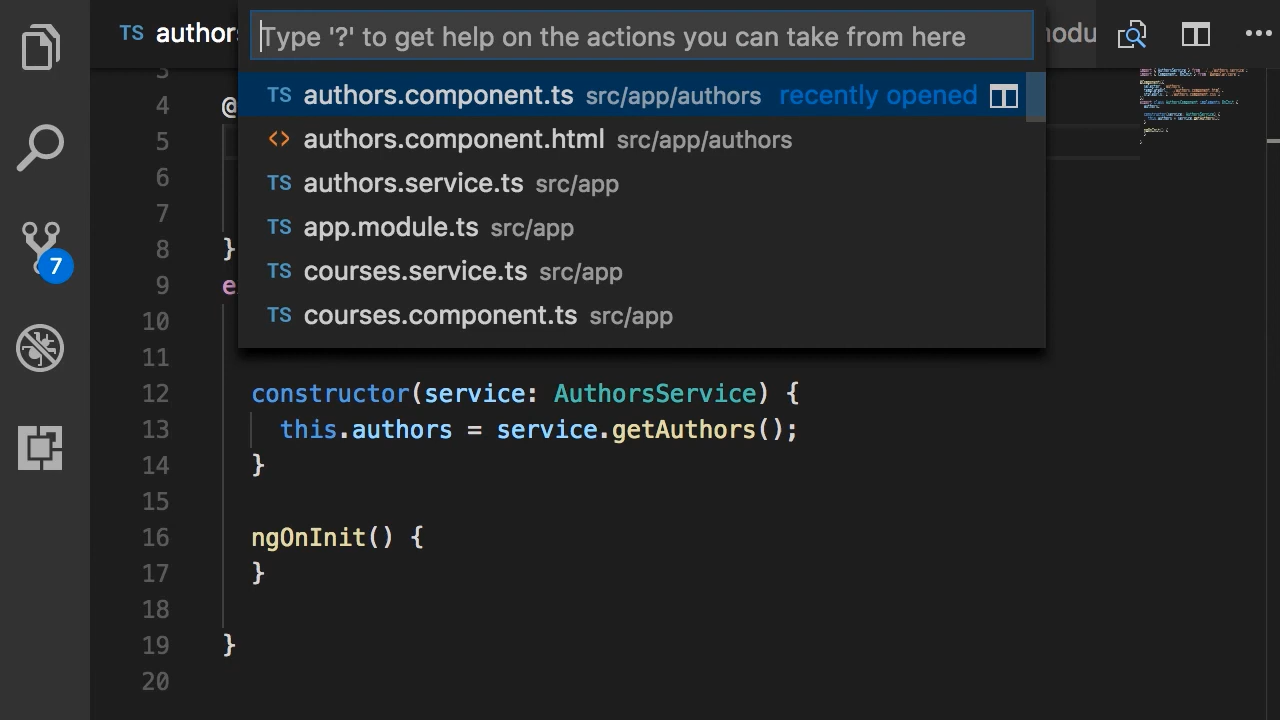 TS author
Type '?' to get help on the actions you can take from here
TS authors.component.ts src/app/authors recently opened
<> authors.component.html src/app/authors
TS authors.service.ts src/app
TS app.module.ts src/app
TS courses.service.ts src/app
TS courses.component.ts src/app
7
3
4 @
5
6
7
8 }
9 e
10
11
12 constructor(service: AuthorsService) {
13 this.authors = service.getAuthors();
14 }
15
16 ngOnInit() {
17 }
18
19 }
20